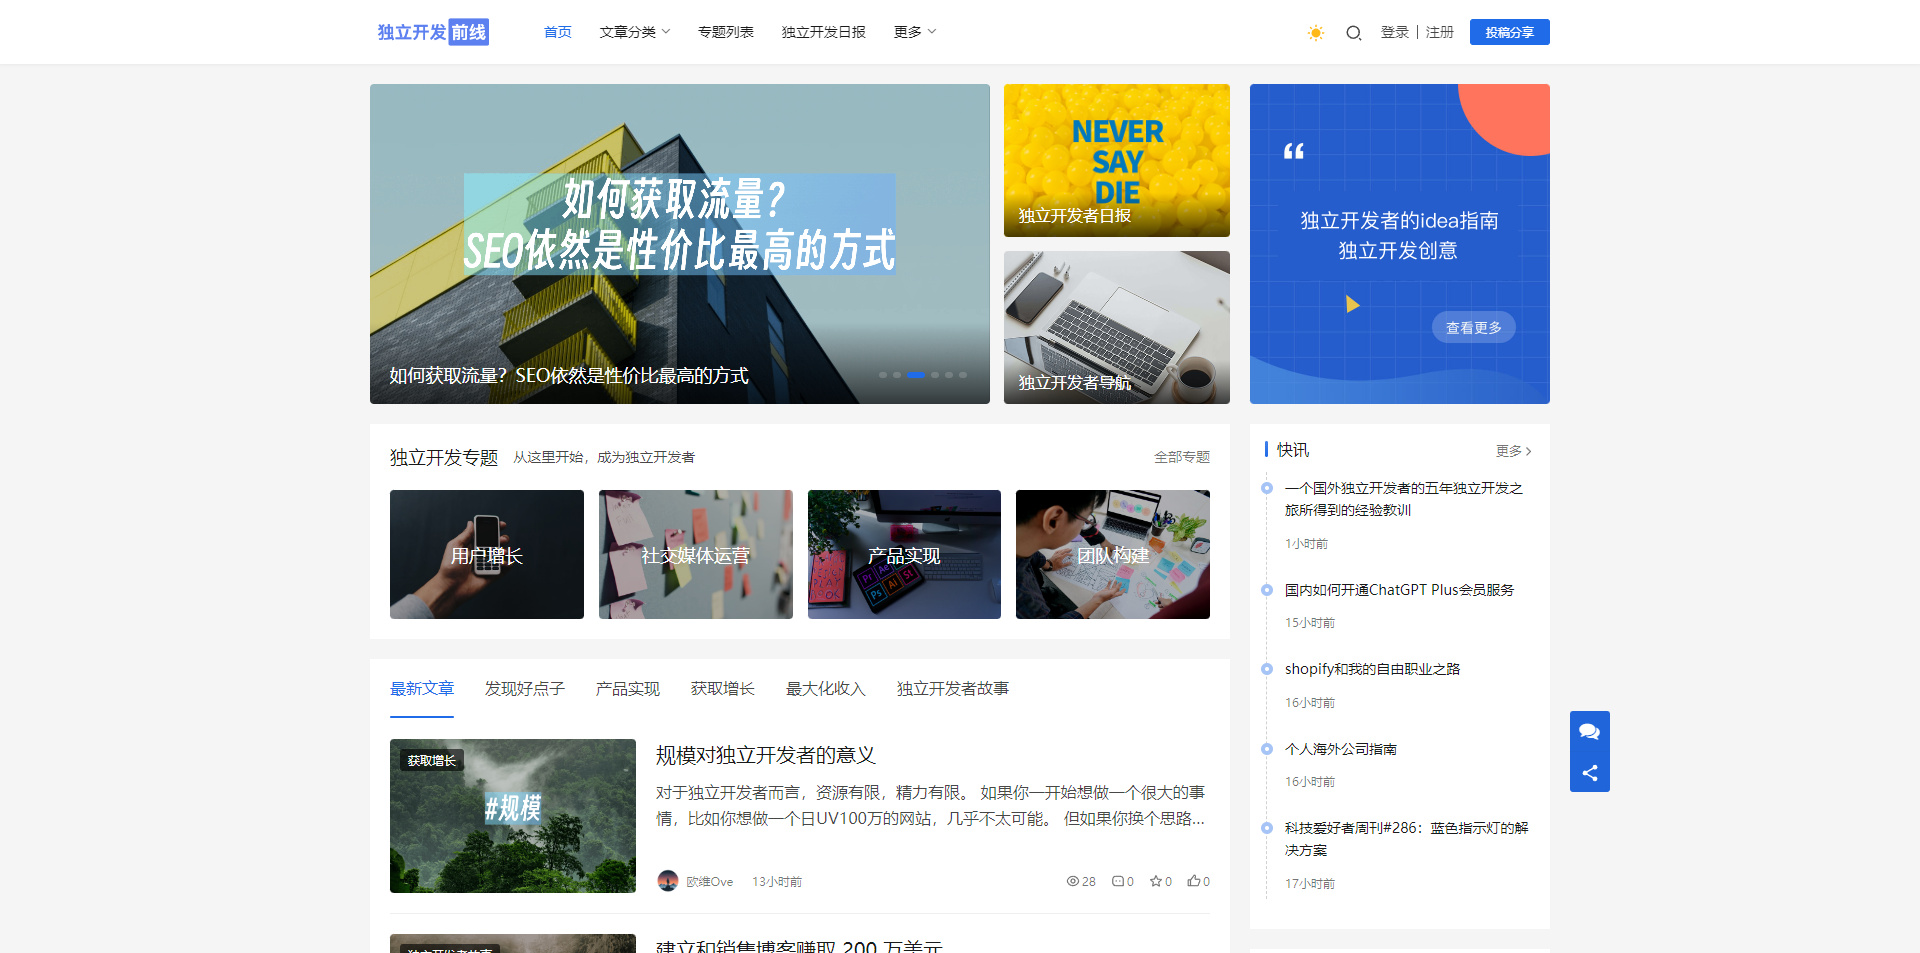 独立开发前线
首页 文章分类 专题列表 独立开发日报 更多
登录 | 注册 投稿分享
如何获取流量？
SEO依然是性价比最高的方式
如何获取流量？SEO依然是性价比最高的方式
NEVER
SAY
DIE
独立开发者日报
独立开发者导航
“
独立开发者的idea指南
独立开发创意
查看更多
独立开发专题 从这里开始，成为独立开发者 全部专题
用户增长
社交媒体运营
产品实现
Pr Ae
Ps Ai St
团队构建
最新文章 发现好点子 产品实现 获取增长 最大化收入 独立开发者故事
获取增长
#规模
规模对独立开发者的意义
对于独立开发者而言，资源有限，精力有限。 如果你一开始想做一个很大的事
情，比如你想做一个日UV100万的网站，几乎不太可能。 但如果你换个思路...
欧维Ove 13小时前 28 0 0 0
独立开发者故事
建立和销售博客赚取 200 万美元
快讯 更多
一个国外独立开发者的五年独立开发之
旅所得到的经验教训
1小时前
国内如何开通ChatGPT Plus会员服务
15小时前
shopify和我的自由职业之路
16小时前
个人海外公司指南
16小时前
科技爱好者周刊#286：蓝色指示灯的解
决方案
17小时前